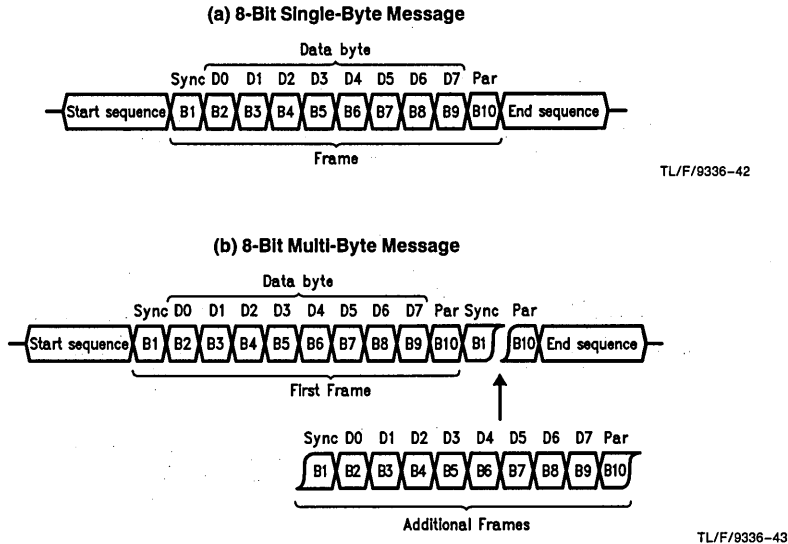 (a) 8-Bit Single-Byte Message
Data byte
Sync D0 D1 D2 D3 D4 D5 D6 D7 Par
Start sequence B1 B2 B3 B4 B5 B6 B7 B8 B9 B10 End sequence
Frame
TL/F/9336-42
(b) 8-Bit Multi-Byte Message
Data byte
Sync D0 D1 D2 D3 D4 D5 D6 D7 Par Sync Par
Start sequence B1 B2 B3 B4 B5 B6 B7 B8 B9 B10 B1 B10 End sequence
First Frame
Sync D0 D1 D2 D3 D4 D5 D6 D7 Par
B1 B2 B3 B4 B5 B6 B7 B8 B9 B10
Additional Frames
TL/F/9336-43